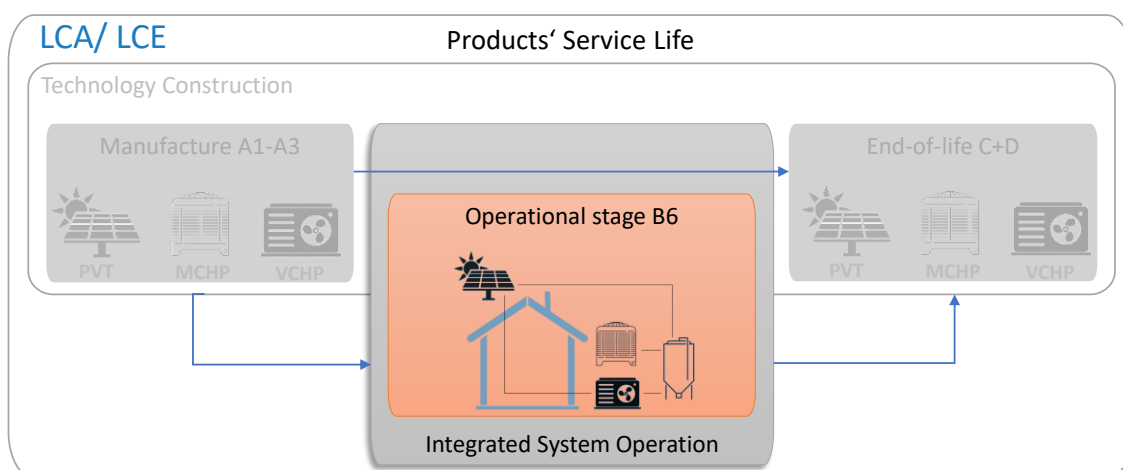 LCA/ LCE
Products‘ Service Life
Technology Construction
Manufacture A1-A3
PVT
MCHP
VCHP
Operational stage B6
Integrated System Operation
End-of-life C+D
PVT
MCHP
VCHP